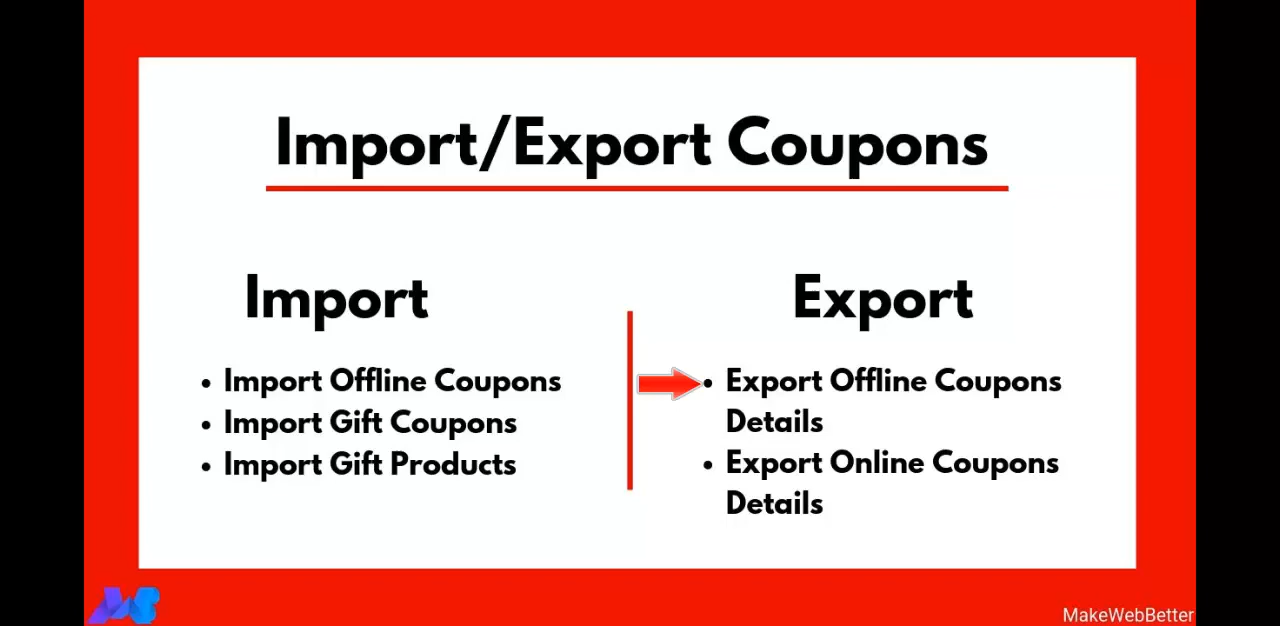 Import/Export Coupons
Import
Import Offline Coupons
Import Gift Coupons
Import Gift Products
Export
Export Offline Coupons
Details
Export Online Coupons
Details
MakeWebBetter